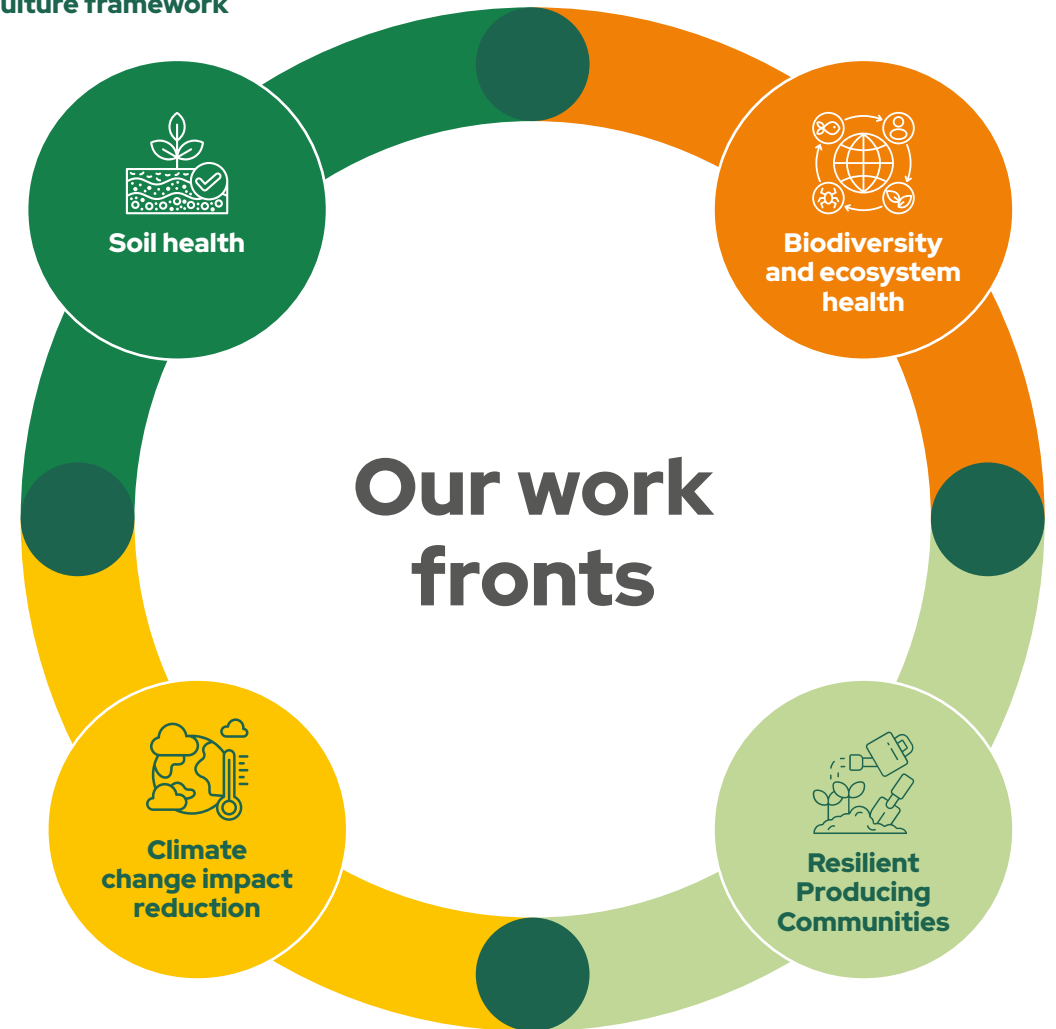 ulture framework
Soil health
Biodiversity
and ecosystem
health
Our work
fronts
Climate
change impact
reduction
Resilient
Producing
Communities